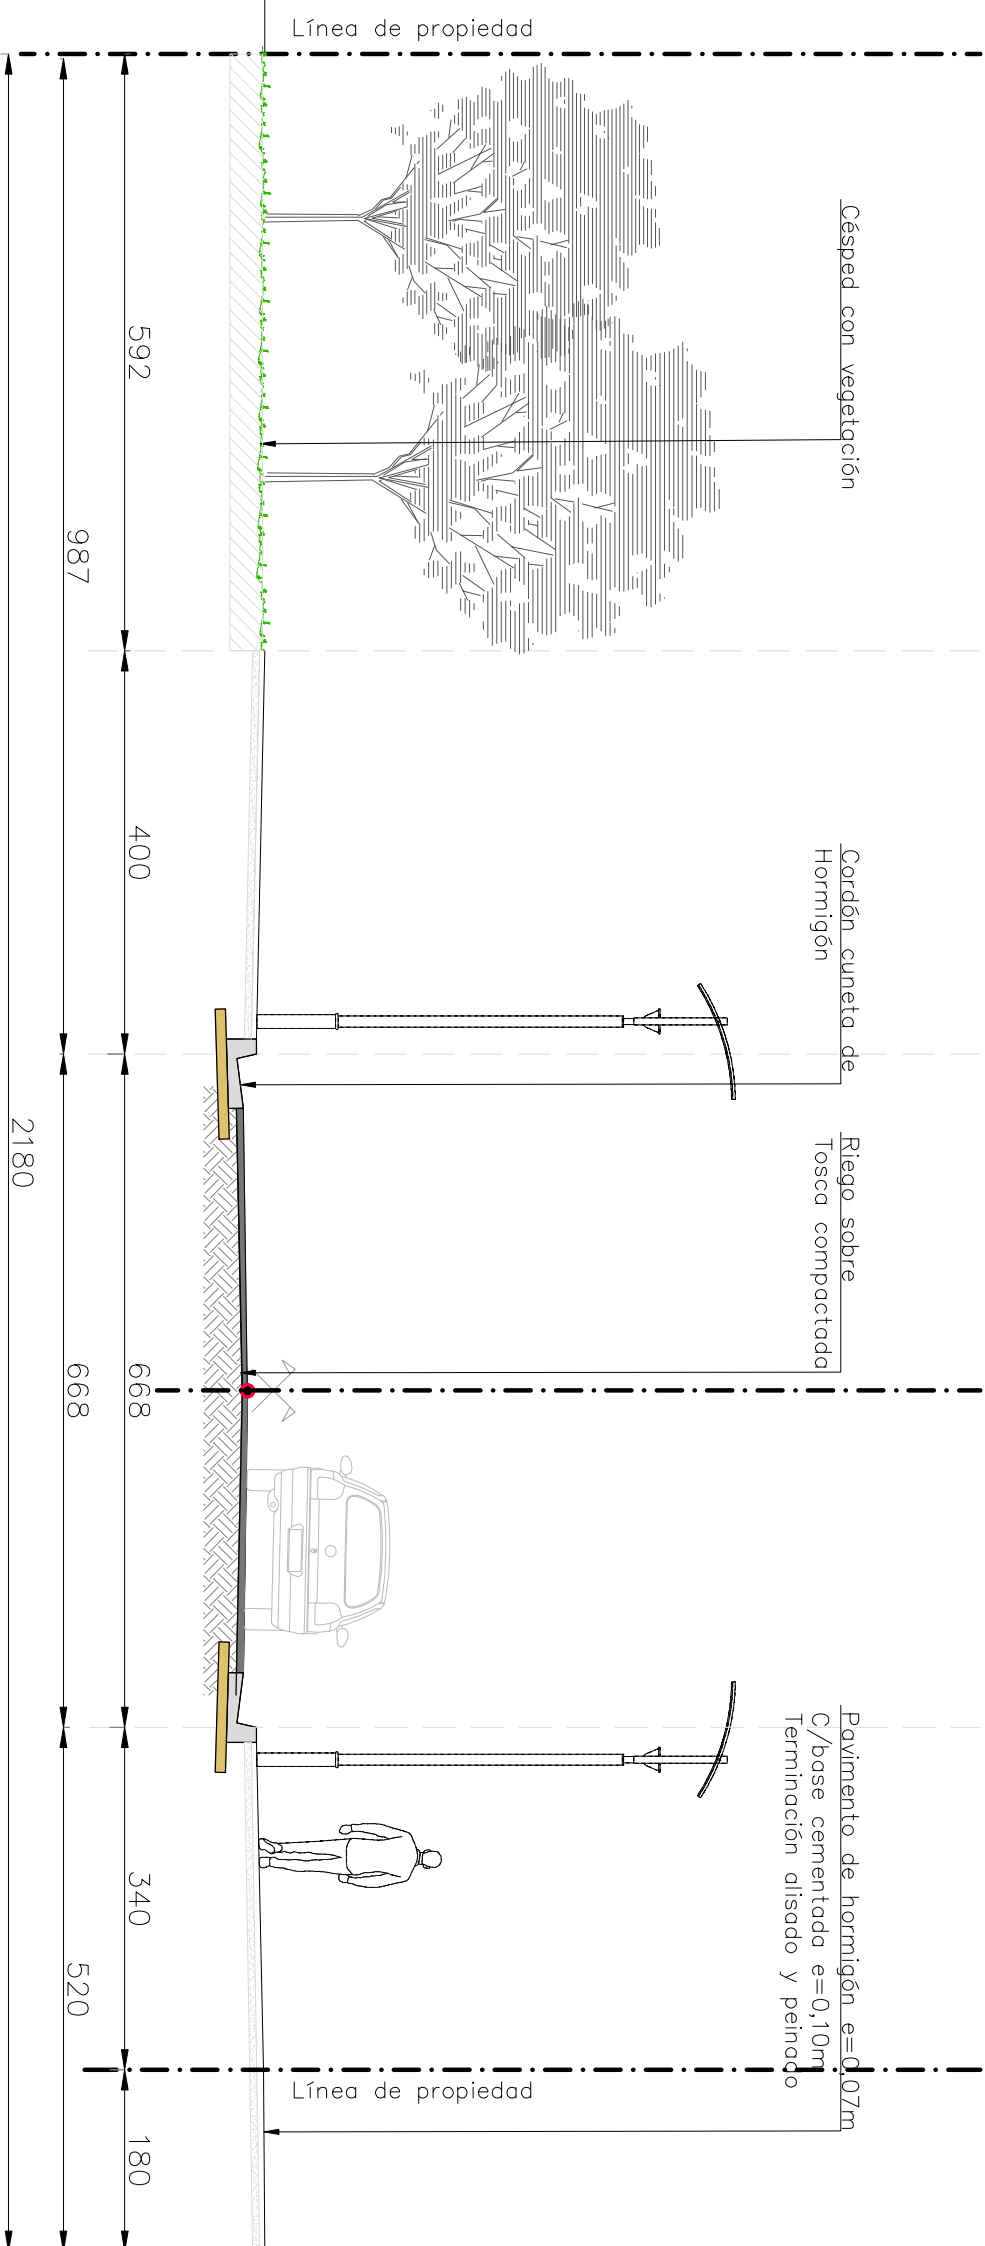 Línea de propiedad
Césped con vegetación
Cordón cuneta de
Hormigón
Riego sobre
Tosca compactada
Pavimento de hormigón e=0,07m
C/base cementada e=0,10m
Terminación alisado y peinado
Línea de propiedad
592
400
668
340
180
987
668
520
2180